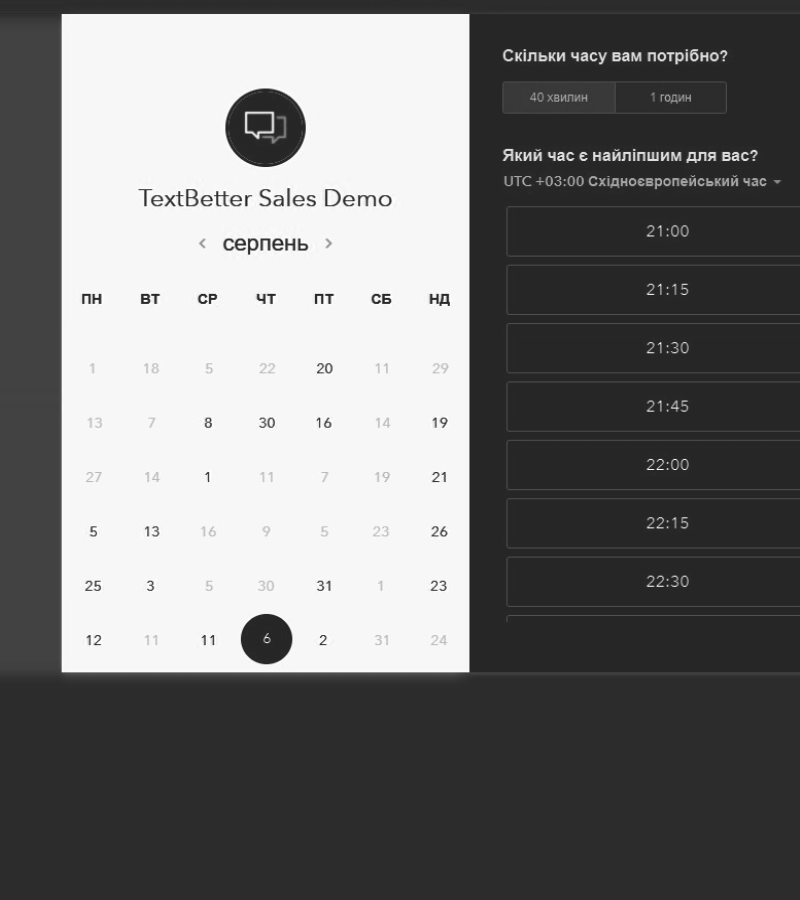 TextBetter Sales Demo
серпень
ПН ВТ СР ЧТ ПТ СБ НД
1 18 5 22 20 11 29
13 7 8 30 16 14 19
27 14 1 11 7 19 21
5 13 16 9 5 23 26
25 3 5 30 31 1 23
12 11 11 6 2 31 24
Скільки часу вам потрібно?
40 хвилин 1 годин
Який час є найліпшим для вас?
UTC +03:00 Східноєвропейський час
21:00
21:15
21:30
21:45
22:00
22:15
22:30